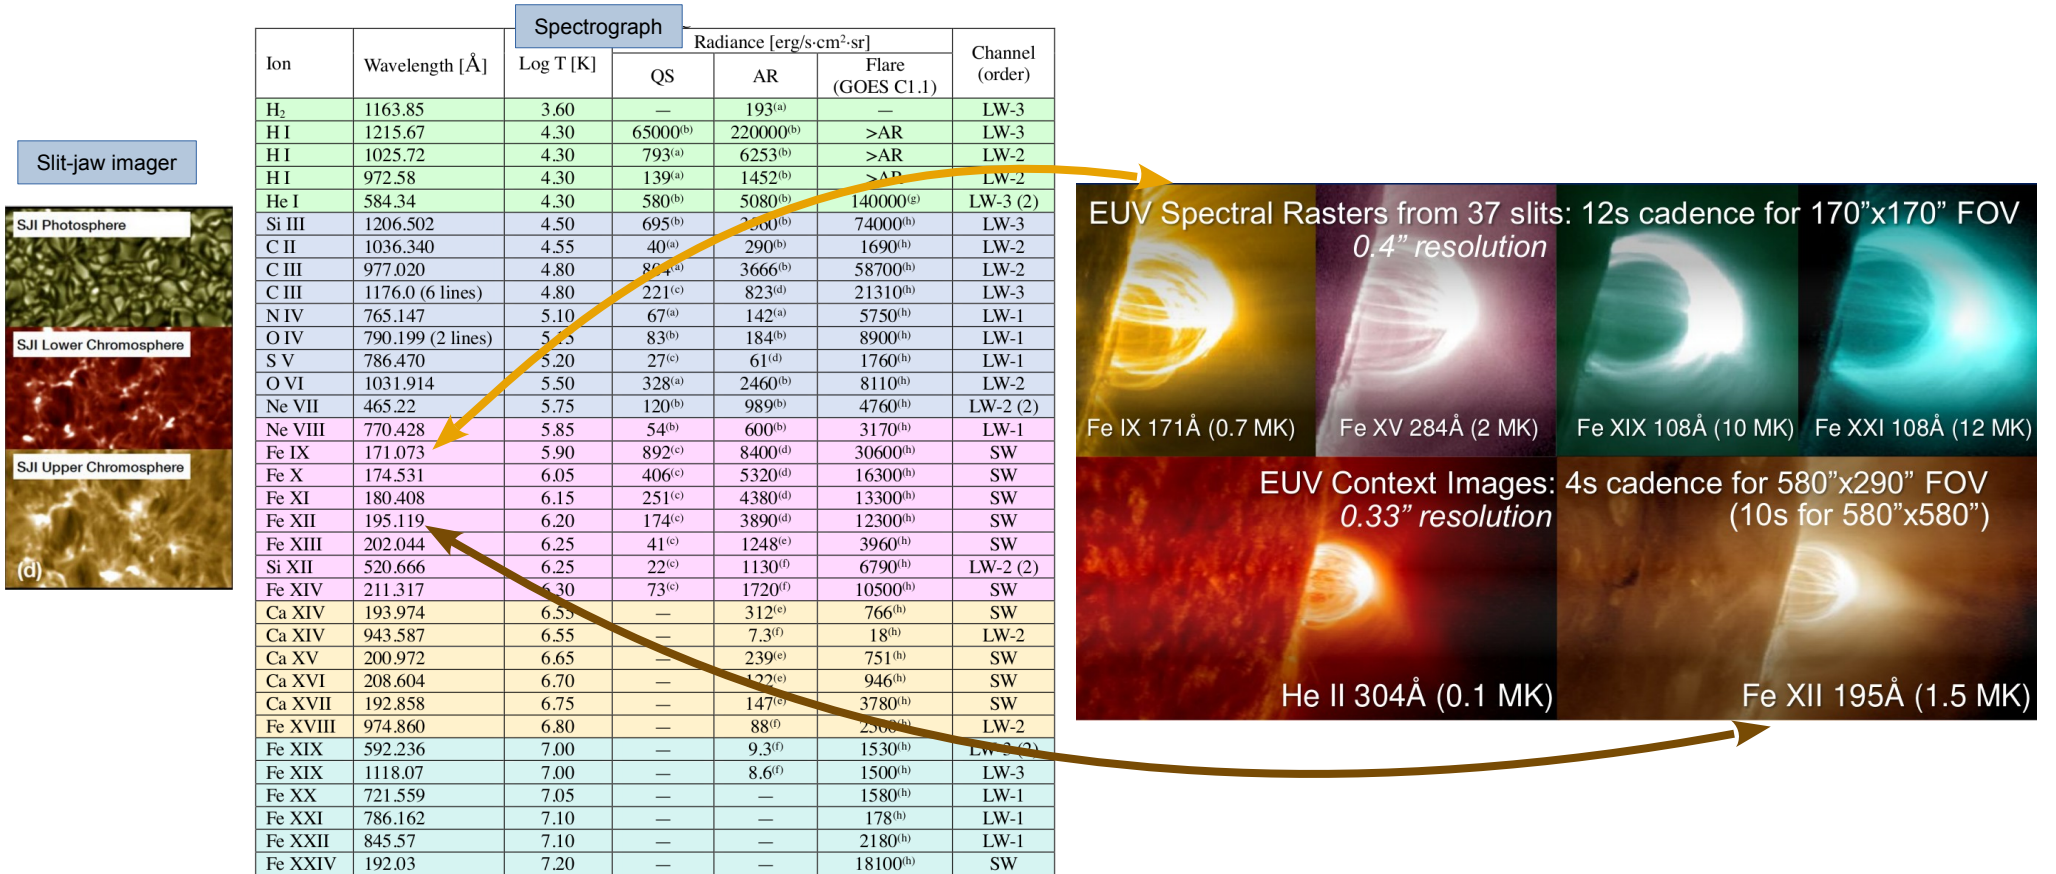 Spectrograph
Slit-jaw imager
SJI Photosphere
SJI Lower Chromosphere
SJI Upper Chromosphere
(d)
Ion Wavelength [Å] Log T [K] Radiance [erg/s·cm²·sr] Channel (order)
QS AR Flare (GOES C1.1)
H₂ 1163.85 3.60 — 193(a) — LW-3
H I 1215.67 4.30 65000(b) 220000(b) >AR LW-3
H I 1025.72 4.30 793(a) 6253(b) >AR LW-2
H I 972.58 4.30 139(a) 1452(b) >AR LW-2
He I 584.34 4.30 580(b) 5080(b) 140000(g) LW-3 (2)
Si III 1206.502 4.50 695(b) 74000(h) LW-3
C II 1036.340 4.55 40(a) 290(b) 1690(h) LW-2
C III 977.020 4.80 3666(b) 58700(h) LW-2
C III 1176.0 (6 lines) 4.80 221(c) 823(d) 21310(h) LW-3
N IV 765.147 5.10 67(a) 142(a) 5750(h) LW-1
O IV 790.199 (2 lines) 83(b) 184(b) 8900(h) LW-1
S V 786.470 5.20 27(c) 61(d) 1760(h) LW-1
O VI 1031.914 5.50 328(a) 2460(b) 8110(h) LW-2
Ne VII 465.22 5.75 120(b) 989(b) 4760(h) LW-2 (2)
Ne VIII 770.428 5.85 54(b) 600(b) 3170(h) LW-1
Fe IX 171.073 5.90 892(c) 8400(d) 30600(h) SW
Fe X 174.531 6.05 406(c) 5320(d) 16300(h) SW
Fe XI 180.408 6.15 251(c) 4380(d) 13300(h) SW
Fe XII 195.119 6.20 174(c) 3890(d) 12300(h) SW
Fe XIII 202.044 6.25 41(c) 1248(e) 3960(h) SW
Si XII 520.666 6.25 22(c) 1130(f) 6790(h) LW-2 (2)
Fe XIV 211.317 6.30 73(c) 1720(f) 10500(h) SW
Ca XIV 193.974 6.55 — 312(e) 766(h) SW
Ca XIV 943.587 6.55 — 7.3(f) 18(h) LW-2
Ca XV 200.972 6.65 — 239(e) 751(h) SW
Ca XVI 208.604 6.70 — 122(e) 946(h) SW
Ca XVII 192.858 6.75 — 147(e) 3780(h) SW
Fe XVIII 974.860 6.80 — 88(f) LW-2
Fe XIX 592.236 7.00 — 9.3(f) 1530(h) LW-3 (2)
Fe XIX 1118.07 7.00 — 8.6(f) 1500(h) LW-3
Fe XX 721.559 7.05 — — 1580(h) LW-1
Fe XXI 786.162 7.10 — — 178(h) LW-1
Fe XXII 845.57 7.10 — — 2180(h) LW-1
Fe XXIV 192.03 7.20 — — 18100(h) SW
EUV Spectral Rasters from 37 slits: 12s cadence for 170”x170” FOV
0.4” resolution
Fe IX 171Å (0.7 MK)
Fe XV 284Å (2 MK)
Fe XIX 108Å (10 MK)
Fe XXI 108Å (12 MK)
EUV Context Images: 4s cadence for 580”x290” FOV
0.33” resolution (10s for 580”x580”)
He II 304Å (0.1 MK)
Fe XII 195Å (1.5 MK)